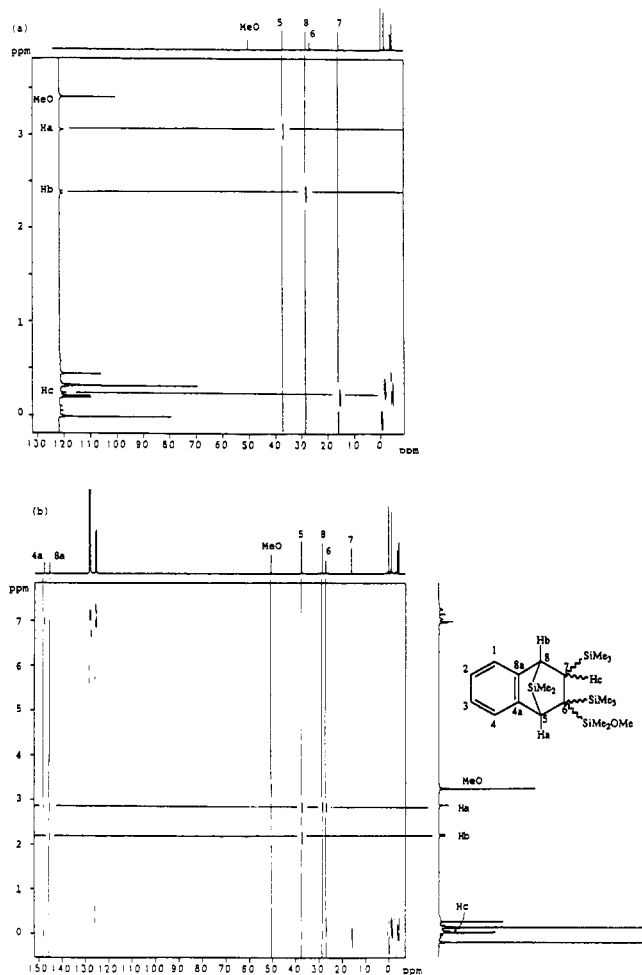 (a)
MeO 5 8 6 7
ppm
MeO
Ha
3
Hb
2
1
Hc
0
130 120 110 100 90 80 70 60 50 40 30 20 10 0
ppm
(b)
4a 8a MeO 5 8 6 7
ppm
7
6
5
4
3
2
1
0
150 140 130 120 110 100 90 80 70 60 50 40 30 20 10 0
ppm
Hb
1 8 SiMe3
2 8a 7 Hc
SiMe2
3 4a 6 SiMe3
4 5 SiMe2OMe
Ha
MeO
Ha
Hb
Hc